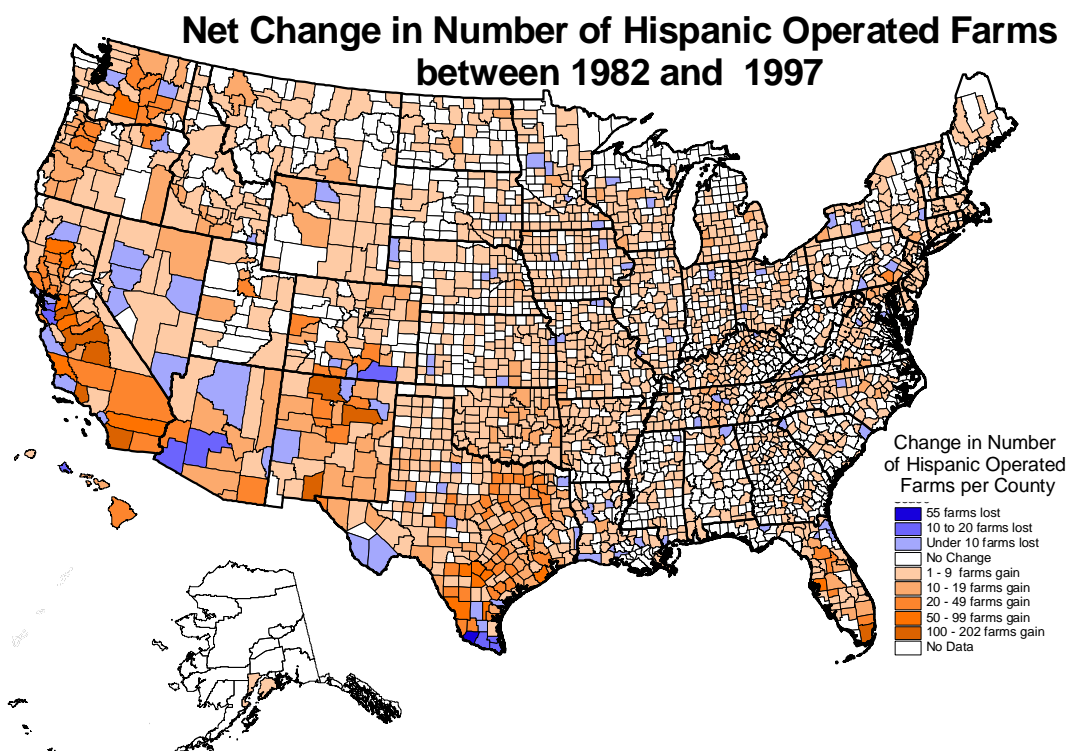 Net Change in Number of Hispanic Operated Farms
between 1982 and 1997
Change in Number
of Hispanic Operated
Farms per County
55 farms lost
10 to 20 farms lost
Under 10 farms lost
No Change
1 - 9 farms gain
10 - 19 farms gain
20 - 49 farms gain
50 - 99 farms gain
100 - 202 farms gain
No Data